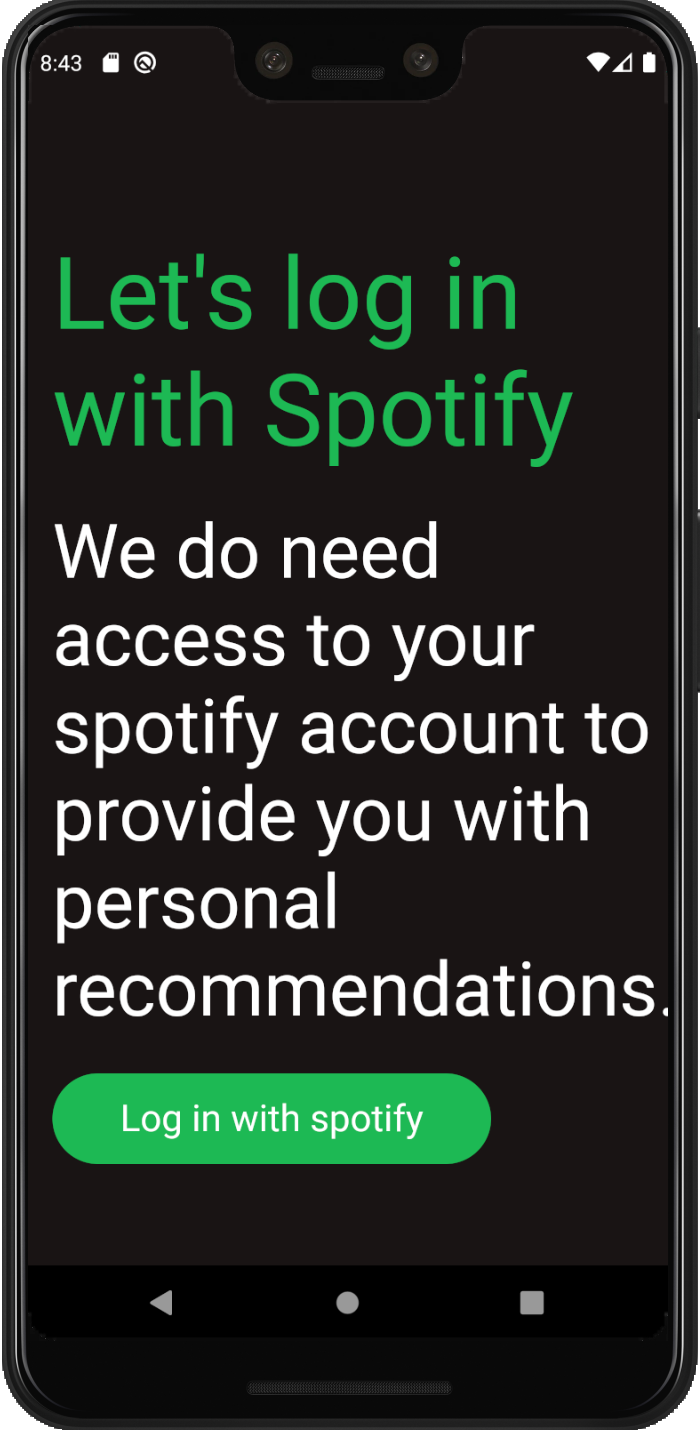 8:43
Let's log in
with Spotify
We do need
access to your
spotify account to
provide you with
personal
recommendations.
Log in with spotify